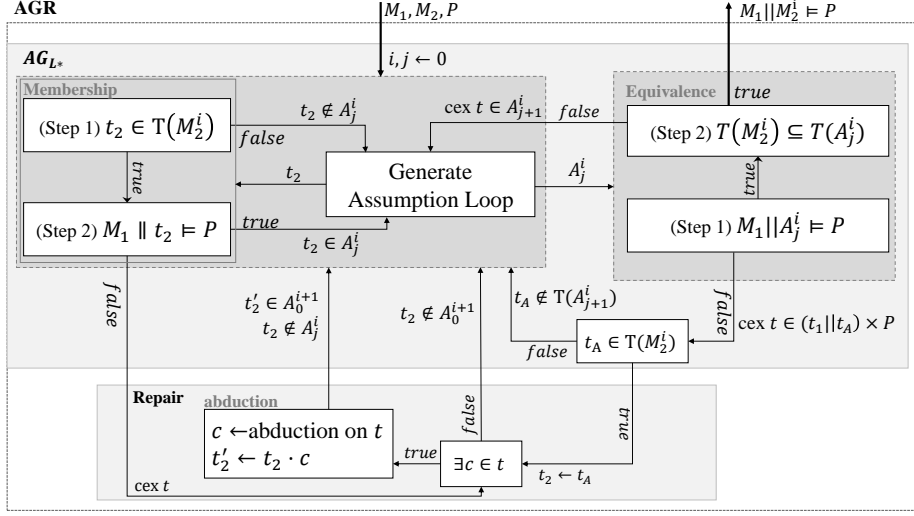 AGR
M₁, M₂, P
M₁||M₂ⁱ ⊨ P
AG_{L*}
i, j ← 0
true
Membership
Equivalence
(Step 1) t₂ ∈ T(M₂ⁱ)
t₂ ∉ Aⱼⁱ
false
cex t ∈ Aⱼ₊₁ⁱ
false
(Step 2) T(M₂ⁱ) ⊆ T(Aⱼⁱ)
true
t₂
Generate
Assumption Loop
Aⱼⁱ
true
(Step 2) M₁ ∥ t₂ ⊨ P
true
t₂ ∈ Aⱼⁱ
(Step 1) M₁||Aⱼⁱ ⊨ P
false
t₂′ ∈ A₀ⁱ⁺¹
t₂ ∉ Aⱼⁱ
t₂ ∉ A₀ⁱ⁺¹
t_A ∉ T(Aⱼ₊₁ⁱ)
false
cex t ∈ (t₁||t_A) × P
t_A ∈ T(M₂ⁱ)
false
Repair
abduction
c ←abduction on t
t₂′ ← t₂ · c
false
true
∃c ∈ t
true
t₂ ← t_A
cex t